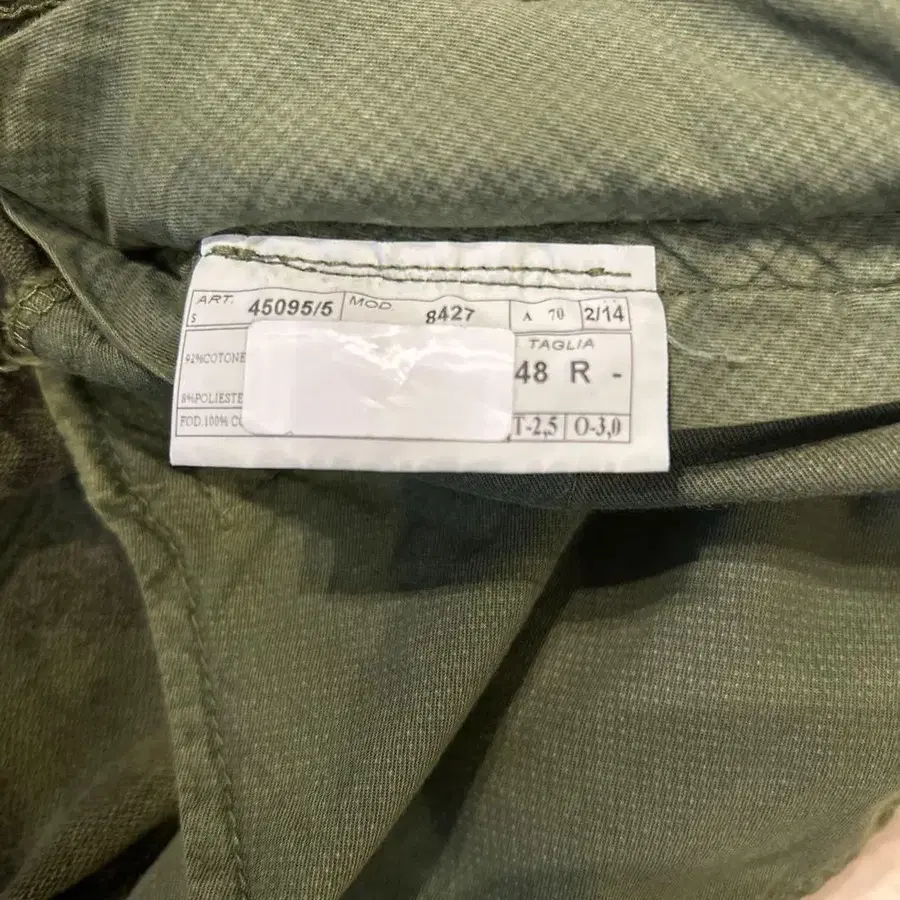 ART. 45095/5 MOD. 8427 A 70 2/14
S
TAGLIA
92%COTONE
48 R -
8%POLIESTE
FOD.100% CO
T-2,5 O-3,0